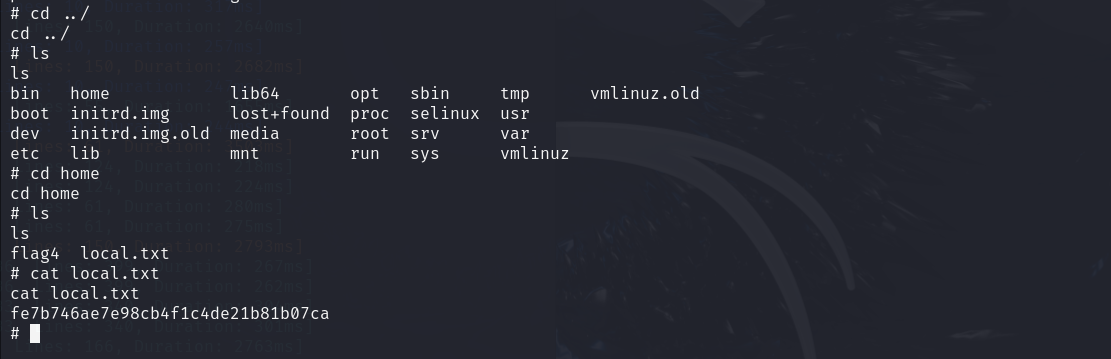 # cd ../
cd ../
# ls
ls
bin   home            lib64       opt   sbin     tmp      vmlinuz.old
boot  initrd.img      lost+found  proc  selinux  usr
dev   initrd.img.old  media       root  srv      var
etc   lib             mnt         run   sys      vmlinuz
# cd home
cd home
# ls
ls
flag4  local.txt
# cat local.txt
cat local.txt
fe7b746ae7e98cb4f1c4de21b81b07ca
#